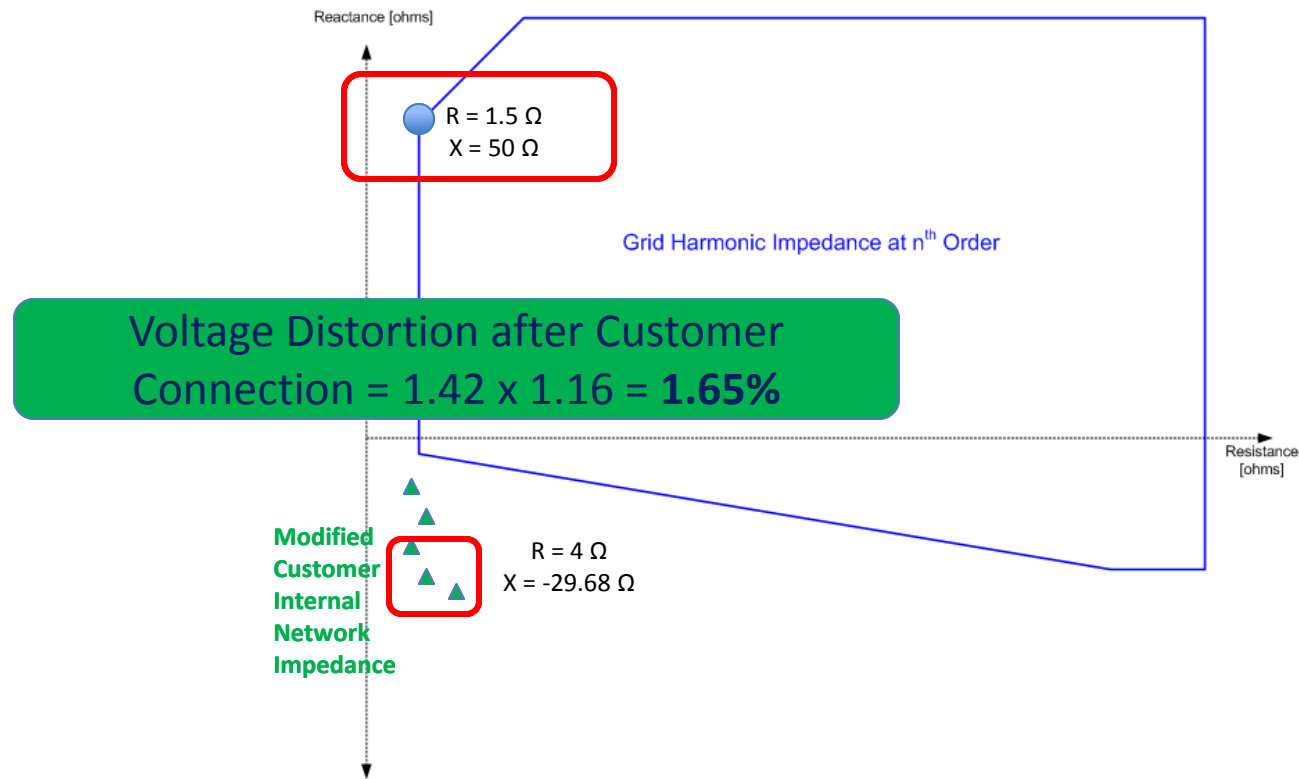 Reactance [ohms]
R = 1.5 Ω
X = 50 Ω
Grid Harmonic Impedance at nth Order
Voltage Distortion after Customer
Connection = 1.42 x 1.16 = 1.65%
Resistance
[ohms]
Modified
Customer
Internal
Network
Impedance
R = 4 Ω
X = -29.68 Ω